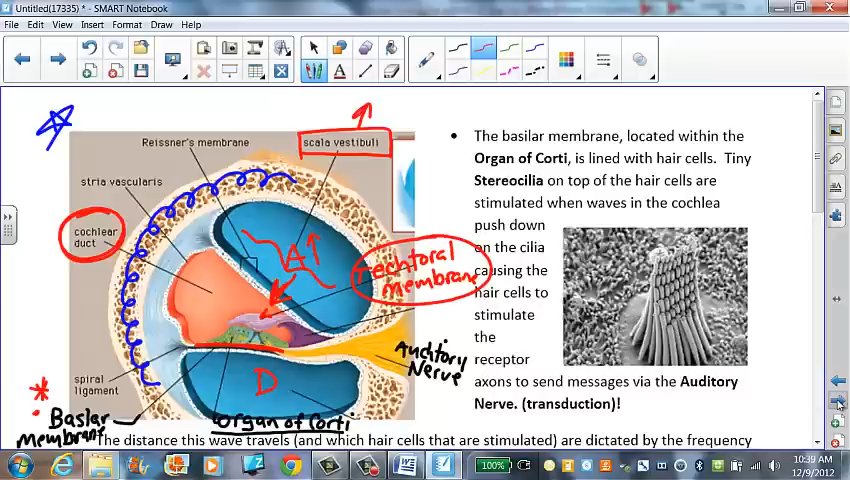 Untitled(17335) * - SMART Notebook
File Edit View Insert Format Draw Help
Reissner's membrane
scala vestibuli
stria vascularis
cochlear
duct
A
Techtoral
membrane
spiral
ligament
D
Auditory
Nerve
Baslar
membrane
organ of Corti
• The basilar membrane, located within the
Organ of Corti, is lined with hair cells. Tiny
Stereocilia on top of the hair cells are
stimulated when waves in the cochlea
push down
on the cilia
causing the
hair cells to
stimulate
the
receptor
axons to send messages via the Auditory
Nerve. (transduction)!
The distance this wave travels (and which hair cells that are stimulated) are dictated by the frequency
100%
10:39 AM
12/9/2012